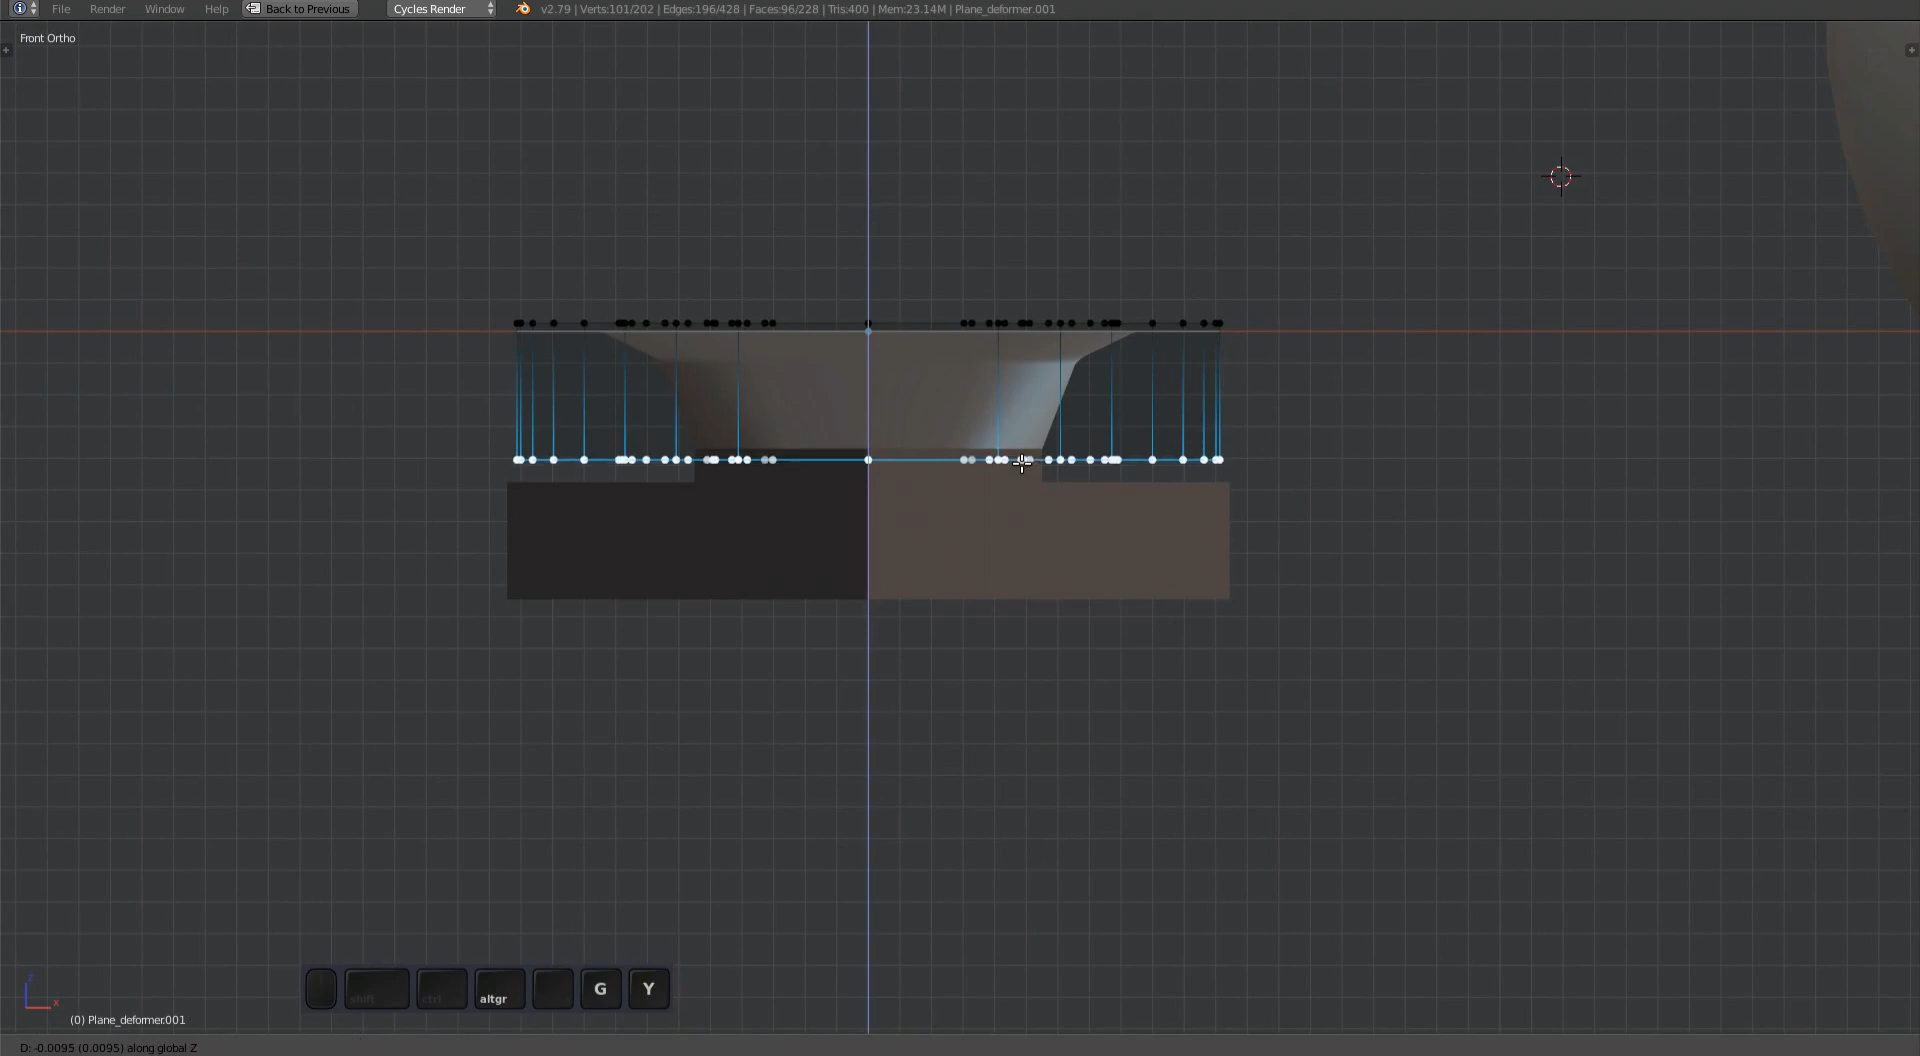 File Render Window Help Back to Previous Cycles Render v2.79 | Verts:101/202 | Edges:196/428 | Faces:96/228 | Tris:400 | Mem:23.14M | Plane_deformer.001
Front Ortho
shift ctrl altgr G Y
z
x
(0) Plane_deformer.001
D: -0.0095 (0.0095) along global Z